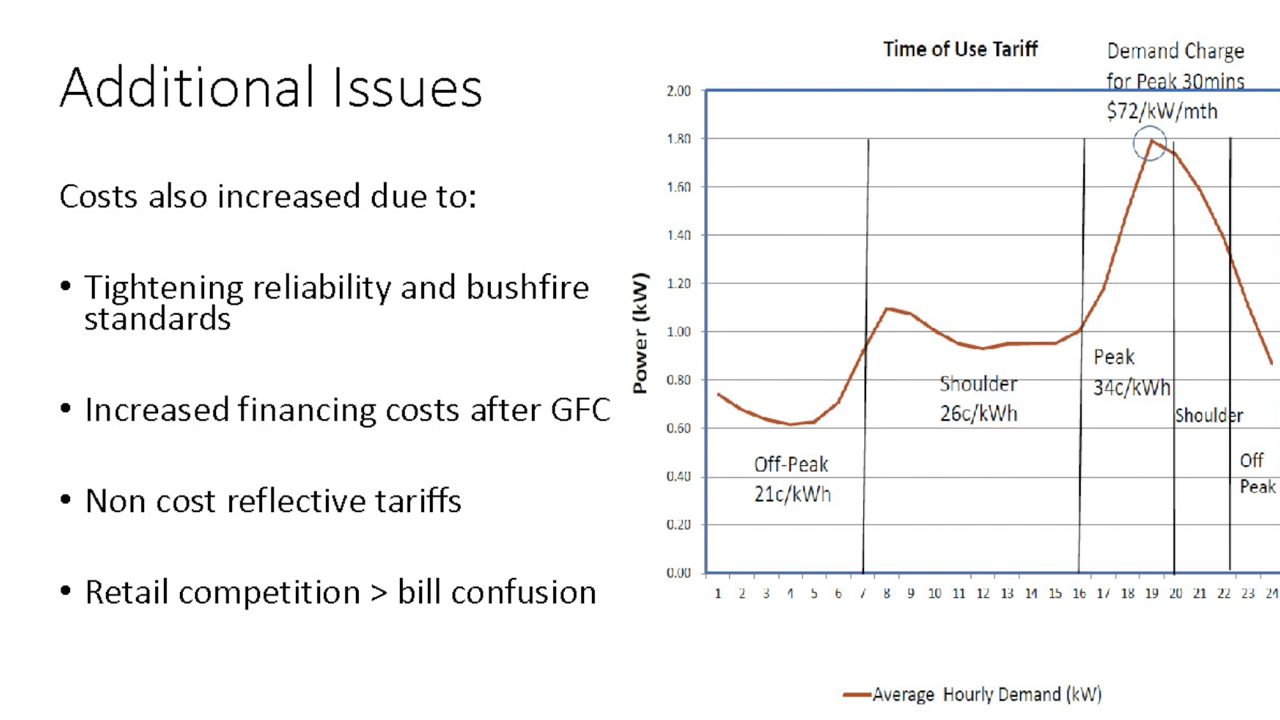 Additional Issues
Costs also increased due to:
• Tightening reliability and bushfire
standards
• Increased financing costs after GFC
• Non cost reflective tariffs
• Retail competition > bill confusion
Time of Use Tariff
Demand Charge
for Peak 30mins
$72/kW/mth
2.00
1.80
1.60
1.40
1.20
1.00
0.80
0.60
0.40
0.20
0.00
Power (kW)
Off-Peak
21c/kWh
Shoulder
26c/kWh
Peak
34c/kWh
Shoulder
Off
Peak
1 2 3 4 5 6 7 8 9 10 11 12 13 14 15 16 17 18 19 20 21 22 23 24
Average Hourly Demand (kW)